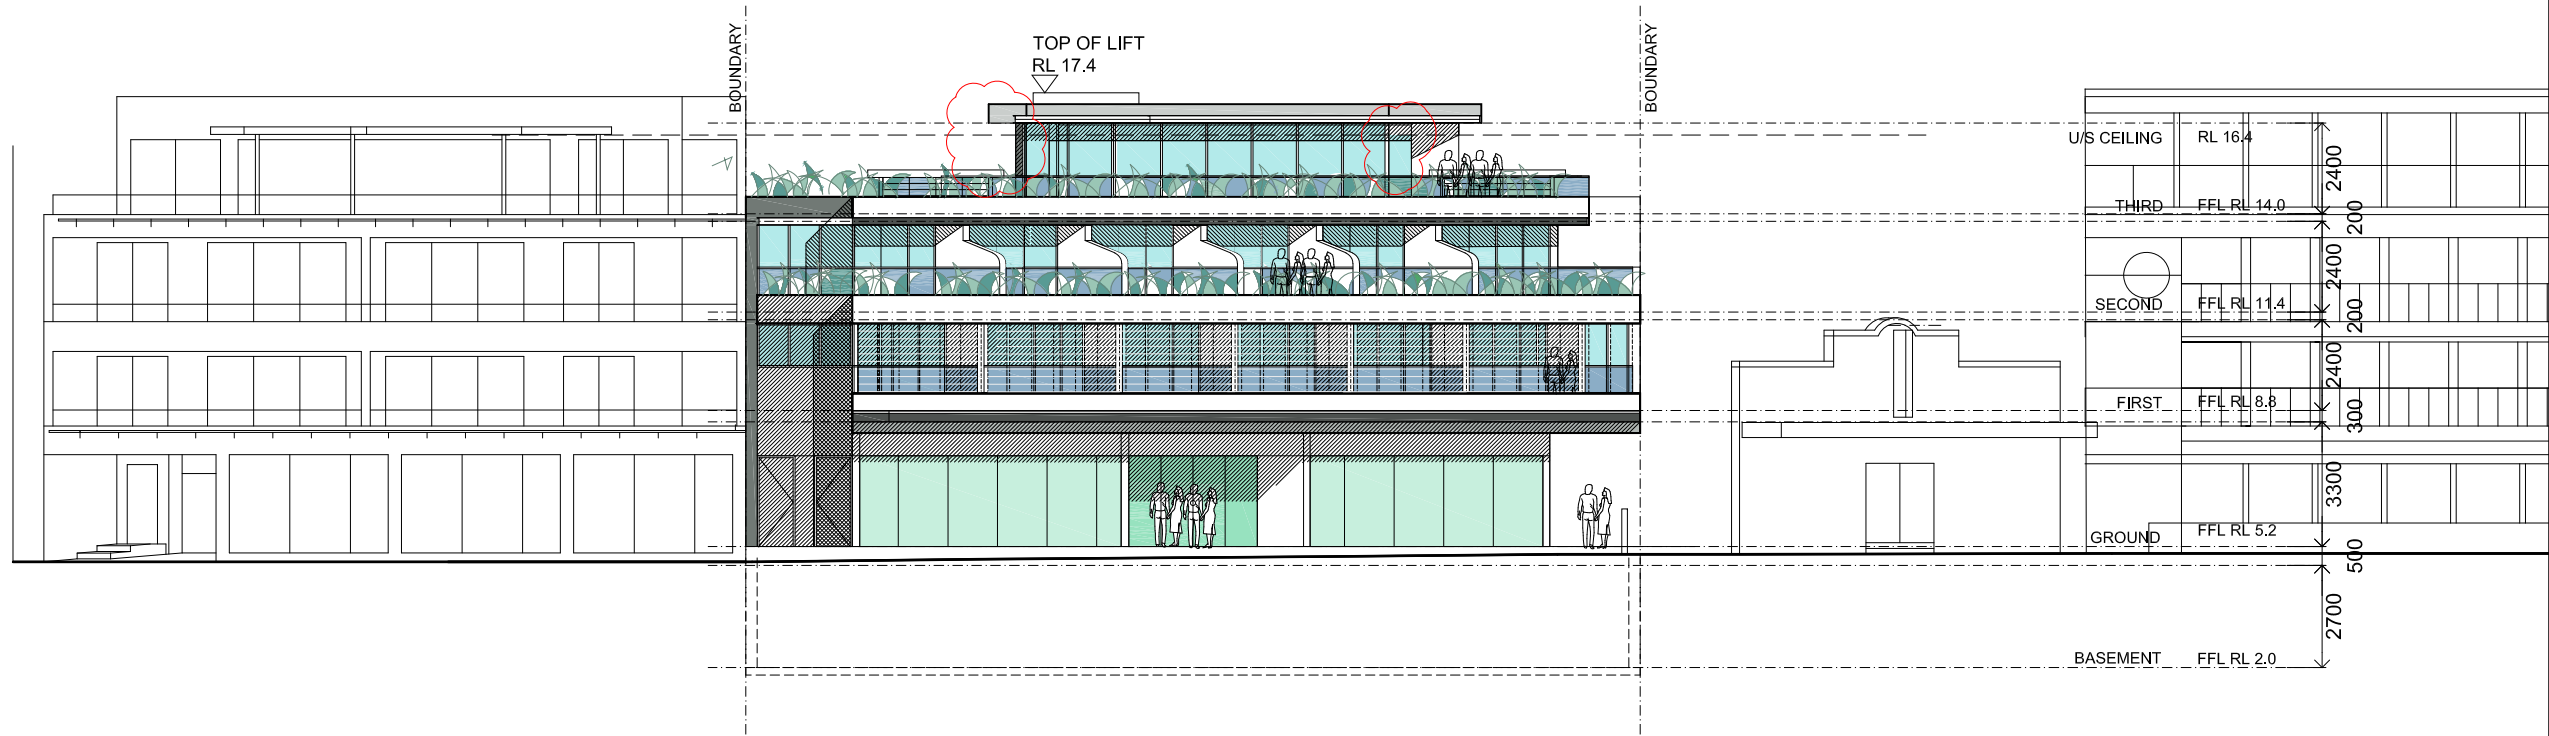 BOUNDARY
TOP OF LIFT
RL 17.4
BOUNDARY
U/S CEILING RL 16.4
2400
THIRD FFL RL 14.0
200
2400
SECOND FFL RL 11.4
200
2400
FIRST FFL RL 8.8
300
3300
GROUND FFL RL 5.2
500
2700
BASEMENT FFL RL 2.0